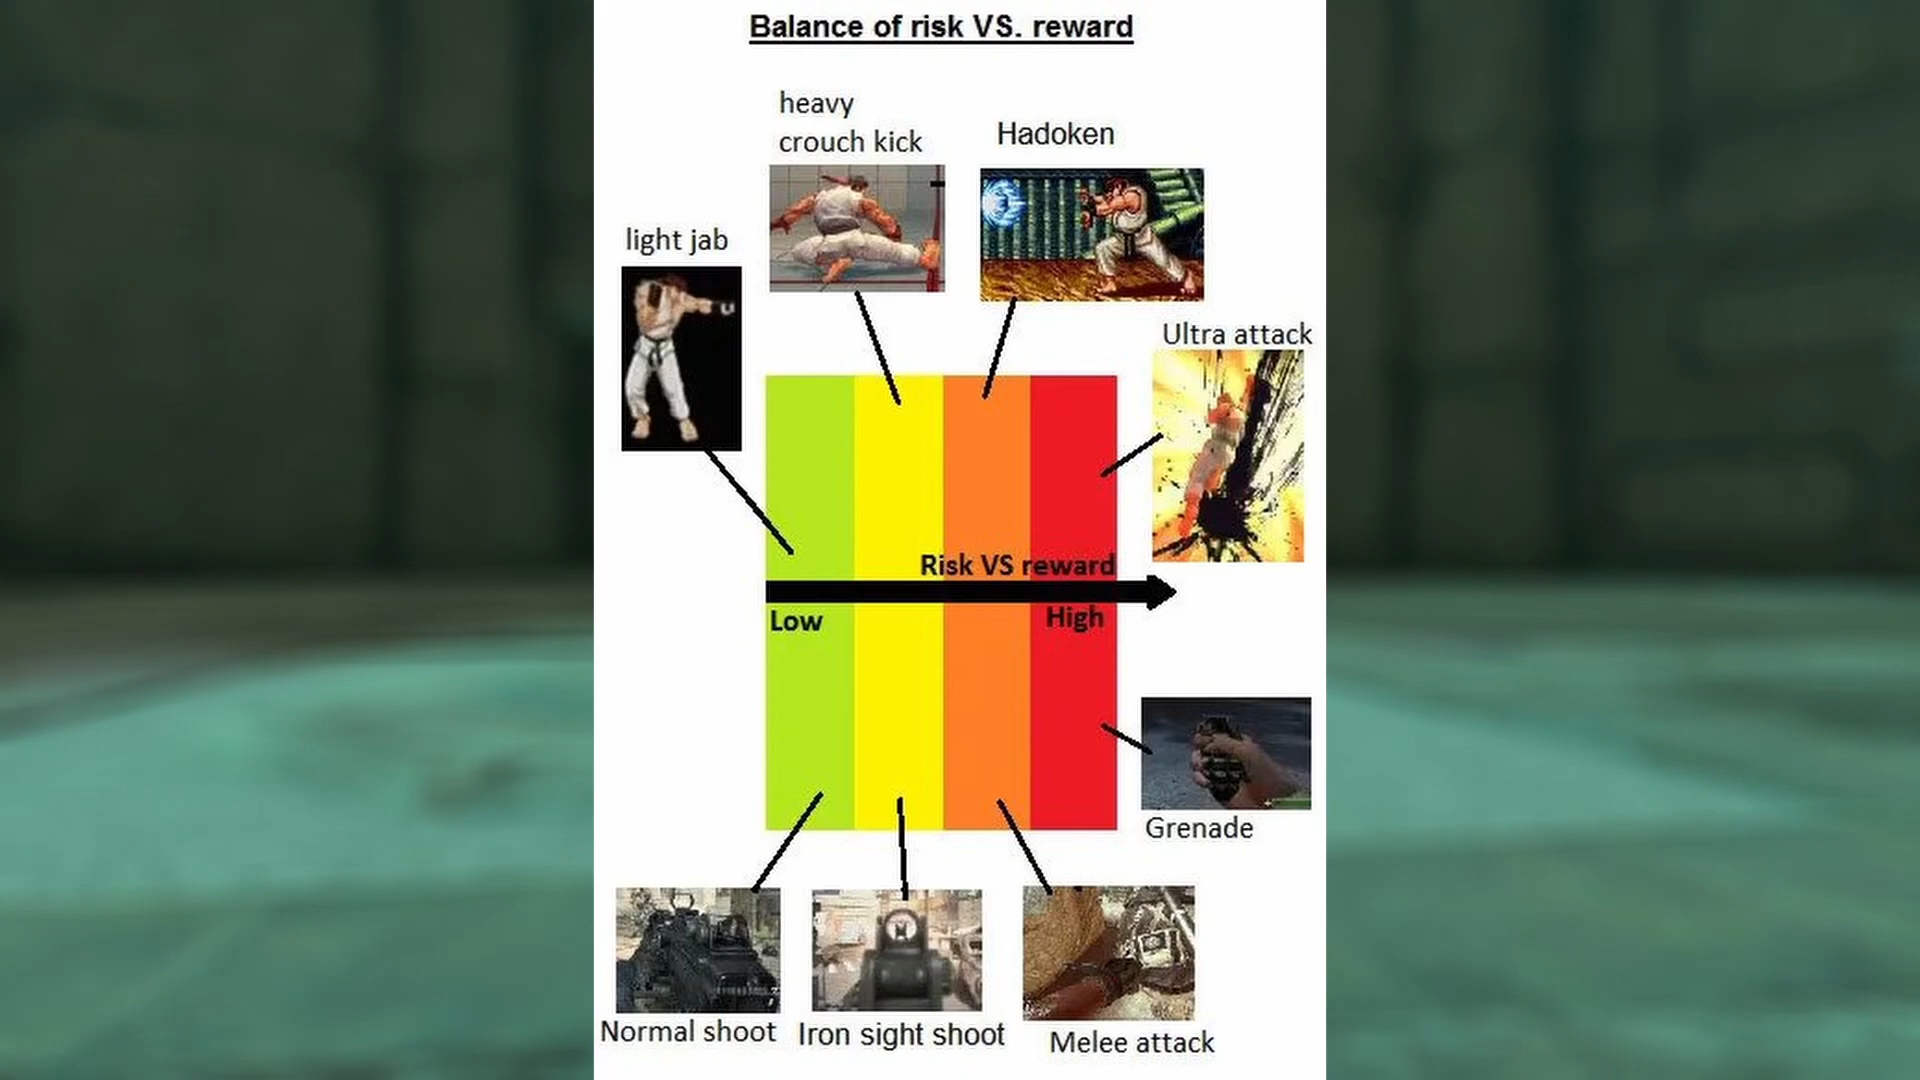 Balance of risk VS. reward
heavy
crouch kick
Hadoken
light jab
Ultra attack
Risk VS reward
Low
High
Grenade
Normal shoot
Iron sight shoot
Melee attack